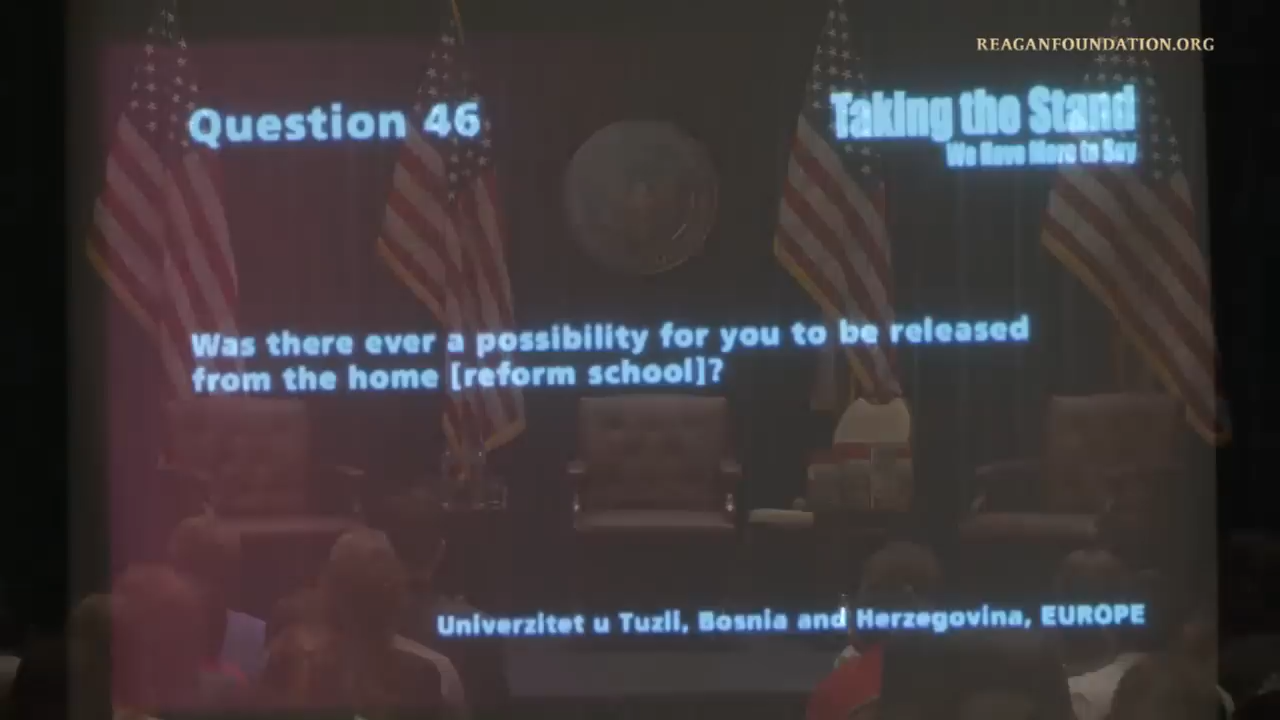 REAGANFOUNDATION.ORG
Question 46
Taking the Stand
We Have More to Say
Was there ever a possibility for you to be released
from the home [reform school]?
Univerzitet u Tuzli, Bosnia and Herzegovina, EUROPE